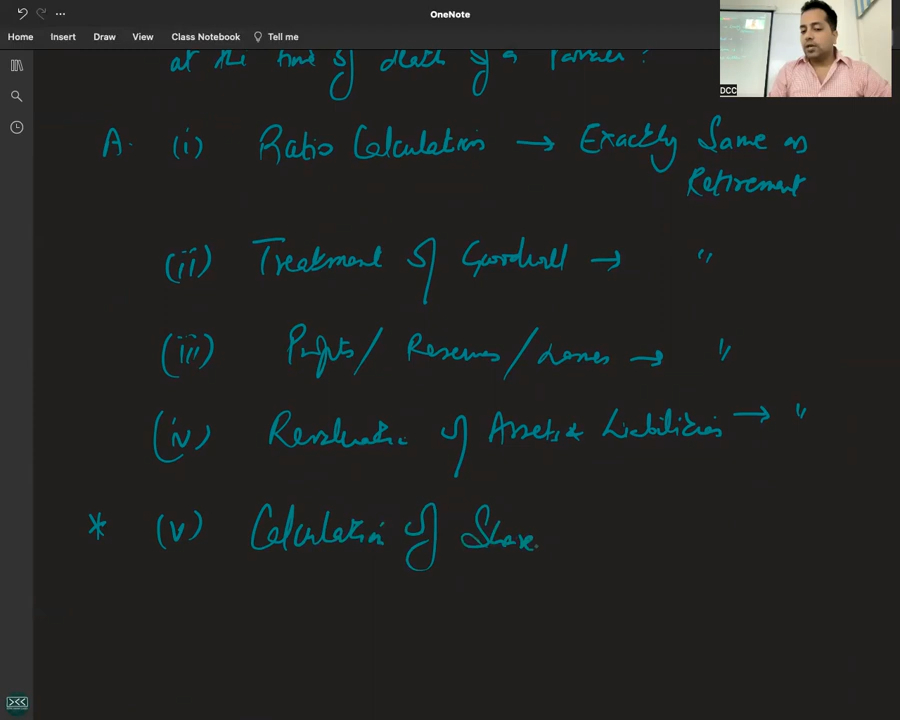 OneNote
Home Insert Draw View Class Notebook Tell me
DCC
at the time of death of a Partner?
A. (i) Ratio Calculation → Exactly Same as
Retirement
(ii) Treatment of Goodwill → "
(iii) Profits/Reserves/Losses → "
(iv) Revaluation of Assets & Liabilities → "
* (v) Calculation of Share